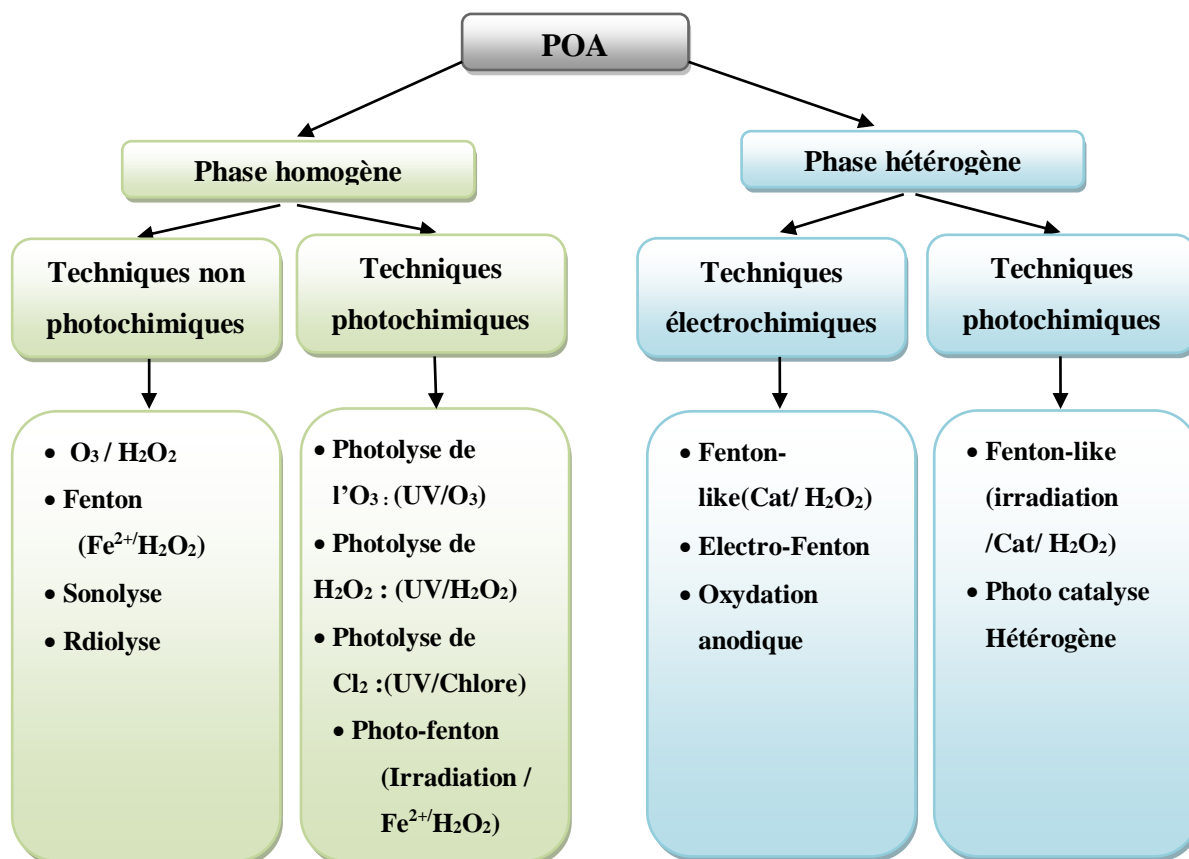 POA
Phase homogène
Phase hétérogène
Techniques non
photochimiques
Techniques
photochimiques
Techniques
électrochimiques
Techniques
photochimiques
• O₃ / H₂O₂
• Fenton
(Fe²⁺/H₂O₂)
• Sonolyse
• Rdiolyse
• Photolyse de
l’O₃ : (UV/O₃)
• Photolyse de
H₂O₂ : (UV/H₂O₂)
• Photolyse de
Cl₂ :(UV/Chlore)
• Photo-fenton
(Irradiation /
Fe²⁺/H₂O₂)
• Fenton-
like(Cat/ H₂O₂)
• Electro-Fenton
• Oxydation
anodique
• Fenton-like
(irradiation
/Cat/ H₂O₂)
• Photo catalyse
Hétérogène